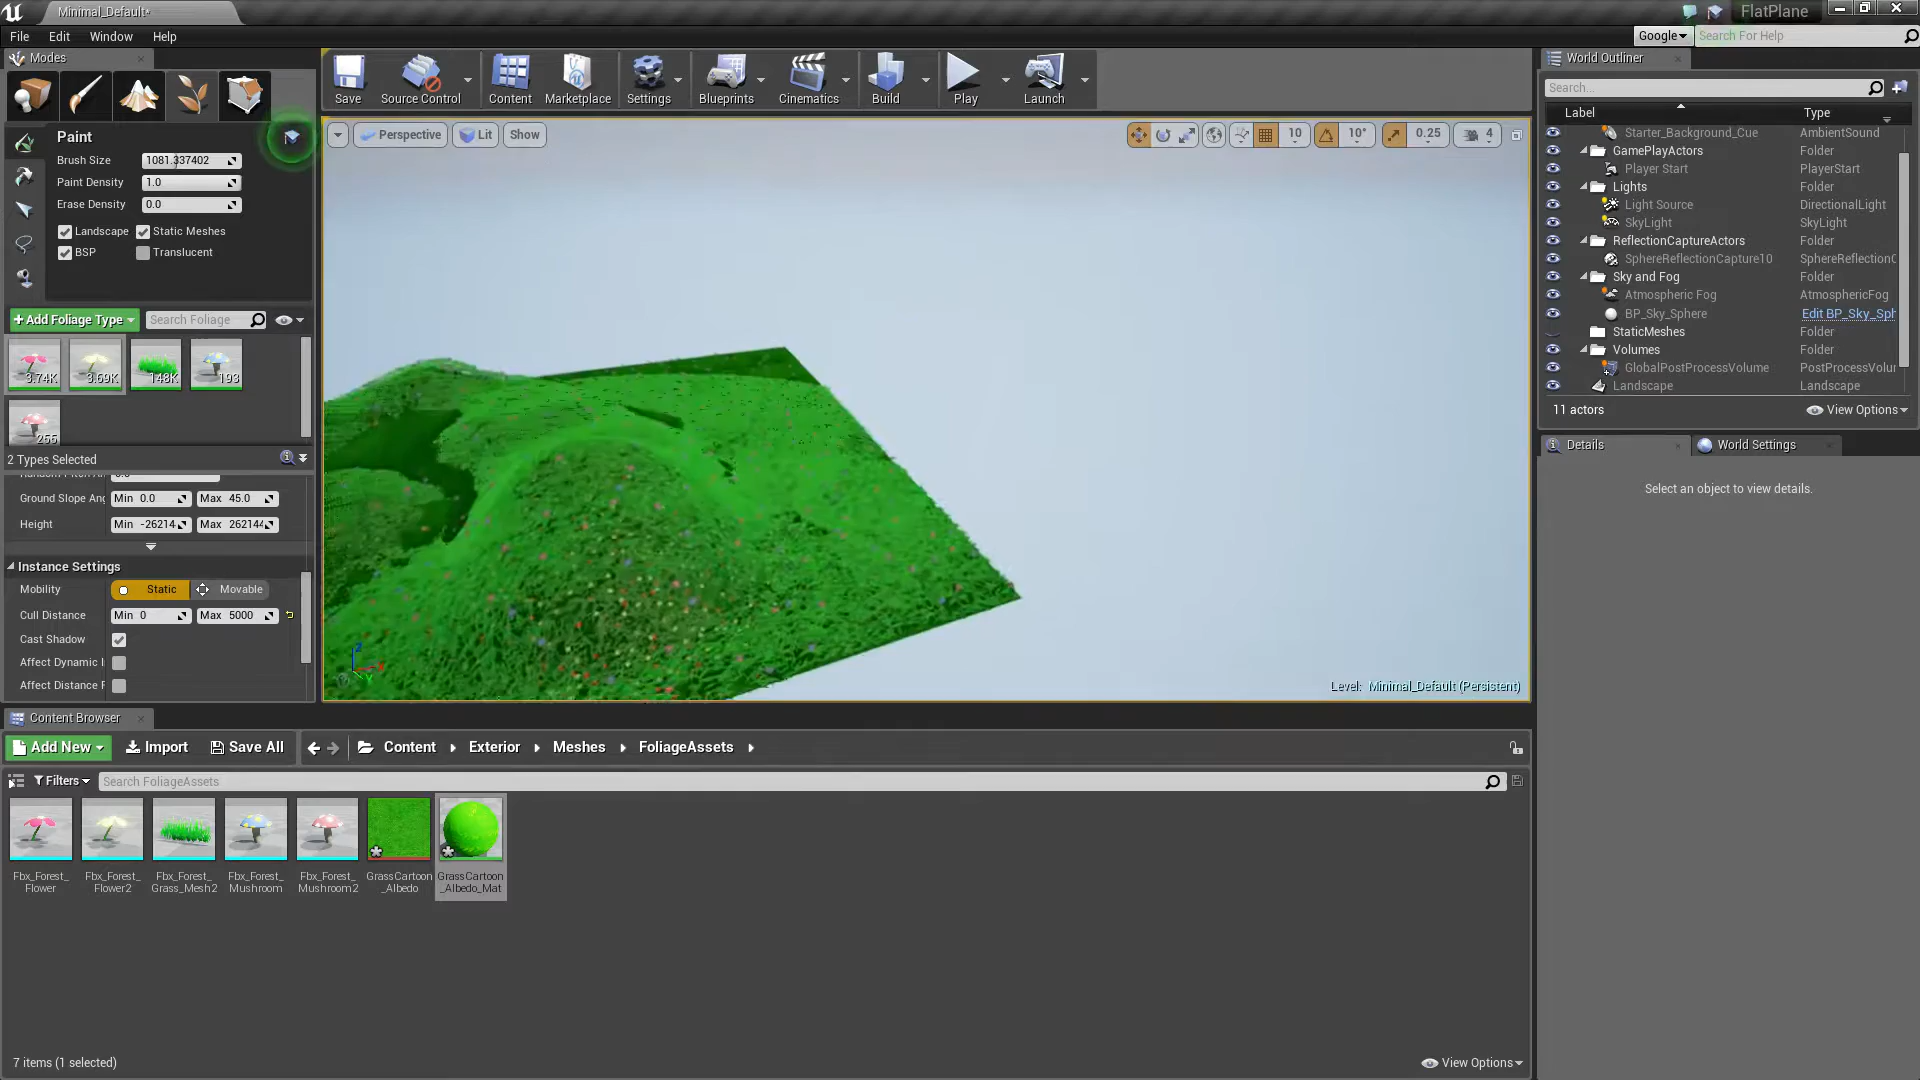 Minimal_Default*
FlatPlane
File Edit Window Help
Google
Search For Help
Modes
Save
Source Control
Content
Marketplace
Settings
Blueprints
Cinematics
Build
Play
Launch
Paint
Brush Size 1081.337402
Paint Density 1.0
Erase Density 0.0
Landscape Static Meshes
BSP Translucent
+Add Foliage Type
Search Foliage
3.74K 3.69K 148K 193
255
2 Types Selected
Ground Slope Ang Min 0.0 Max 45.0
Height Min -26214 Max 262144
Instance Settings
Mobility Static Movable
Cull Distance Min 0 Max 5000
Cast Shadow
Affect Dynamic I
Affect Distance F
Perspective Lit Show
10 10° 0.25 4
Level: Minimal_Default (Persistent)
World Outliner
Search...
Label Type
Starter_Background_Cue AmbientSound
GamePlayActors Folder
Player Start PlayerStart
Lights Folder
Light Source DirectionalLight
SkyLight SkyLight
ReflectionCaptureActors Folder
SphereReflectionCapture10 SphereReflectionC
Sky and Fog Folder
Atmospheric Fog AtmosphericFog
BP_Sky_Sphere Edit BP_Sky_Sph
StaticMeshes Folder
Volumes Folder
GlobalPostProcessVolume PostProcessVolu
Landscape Landscape
11 actors
View Options
Details
World Settings
Select an object to view details.
Content Browser
Add New Import Save All Content Exterior Meshes FoliageAssets
Filters
Search FoliageAssets
Fbx_Forest_
Flower
Fbx_Forest_
Flower2
Fbx_Forest_
Grass_Mesh2
Fbx_Forest_
Mushroom
Fbx_Forest_
Mushroom2
GrassCartoon
_Albedo
GrassCartoon
_Albedo_Mat
7 items (1 selected)
View Options